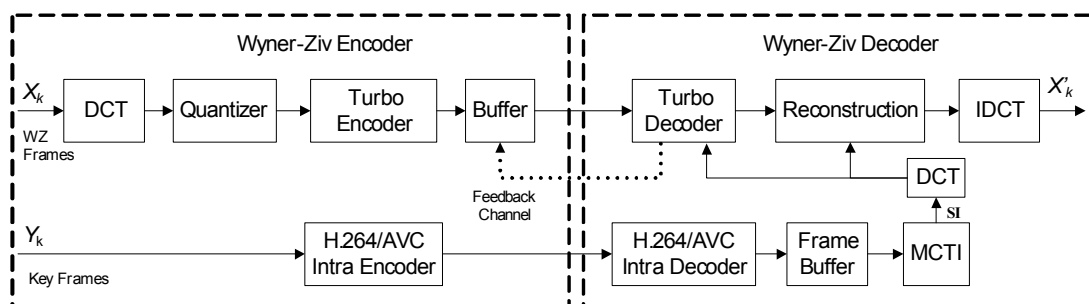 Wyner-Ziv Encoder
Wyner-Ziv Decoder
Xk
WZ
Frames
DCT
Quantizer
Turbo
Encoder
Buffer
Turbo
Decoder
Reconstruction
IDCT
X'k
Feedback
Channel
DCT
SI
Yk
Key Frames
H.264/AVC
Intra Encoder
H.264/AVC
Intra Decoder
Frame
Buffer
MCTI